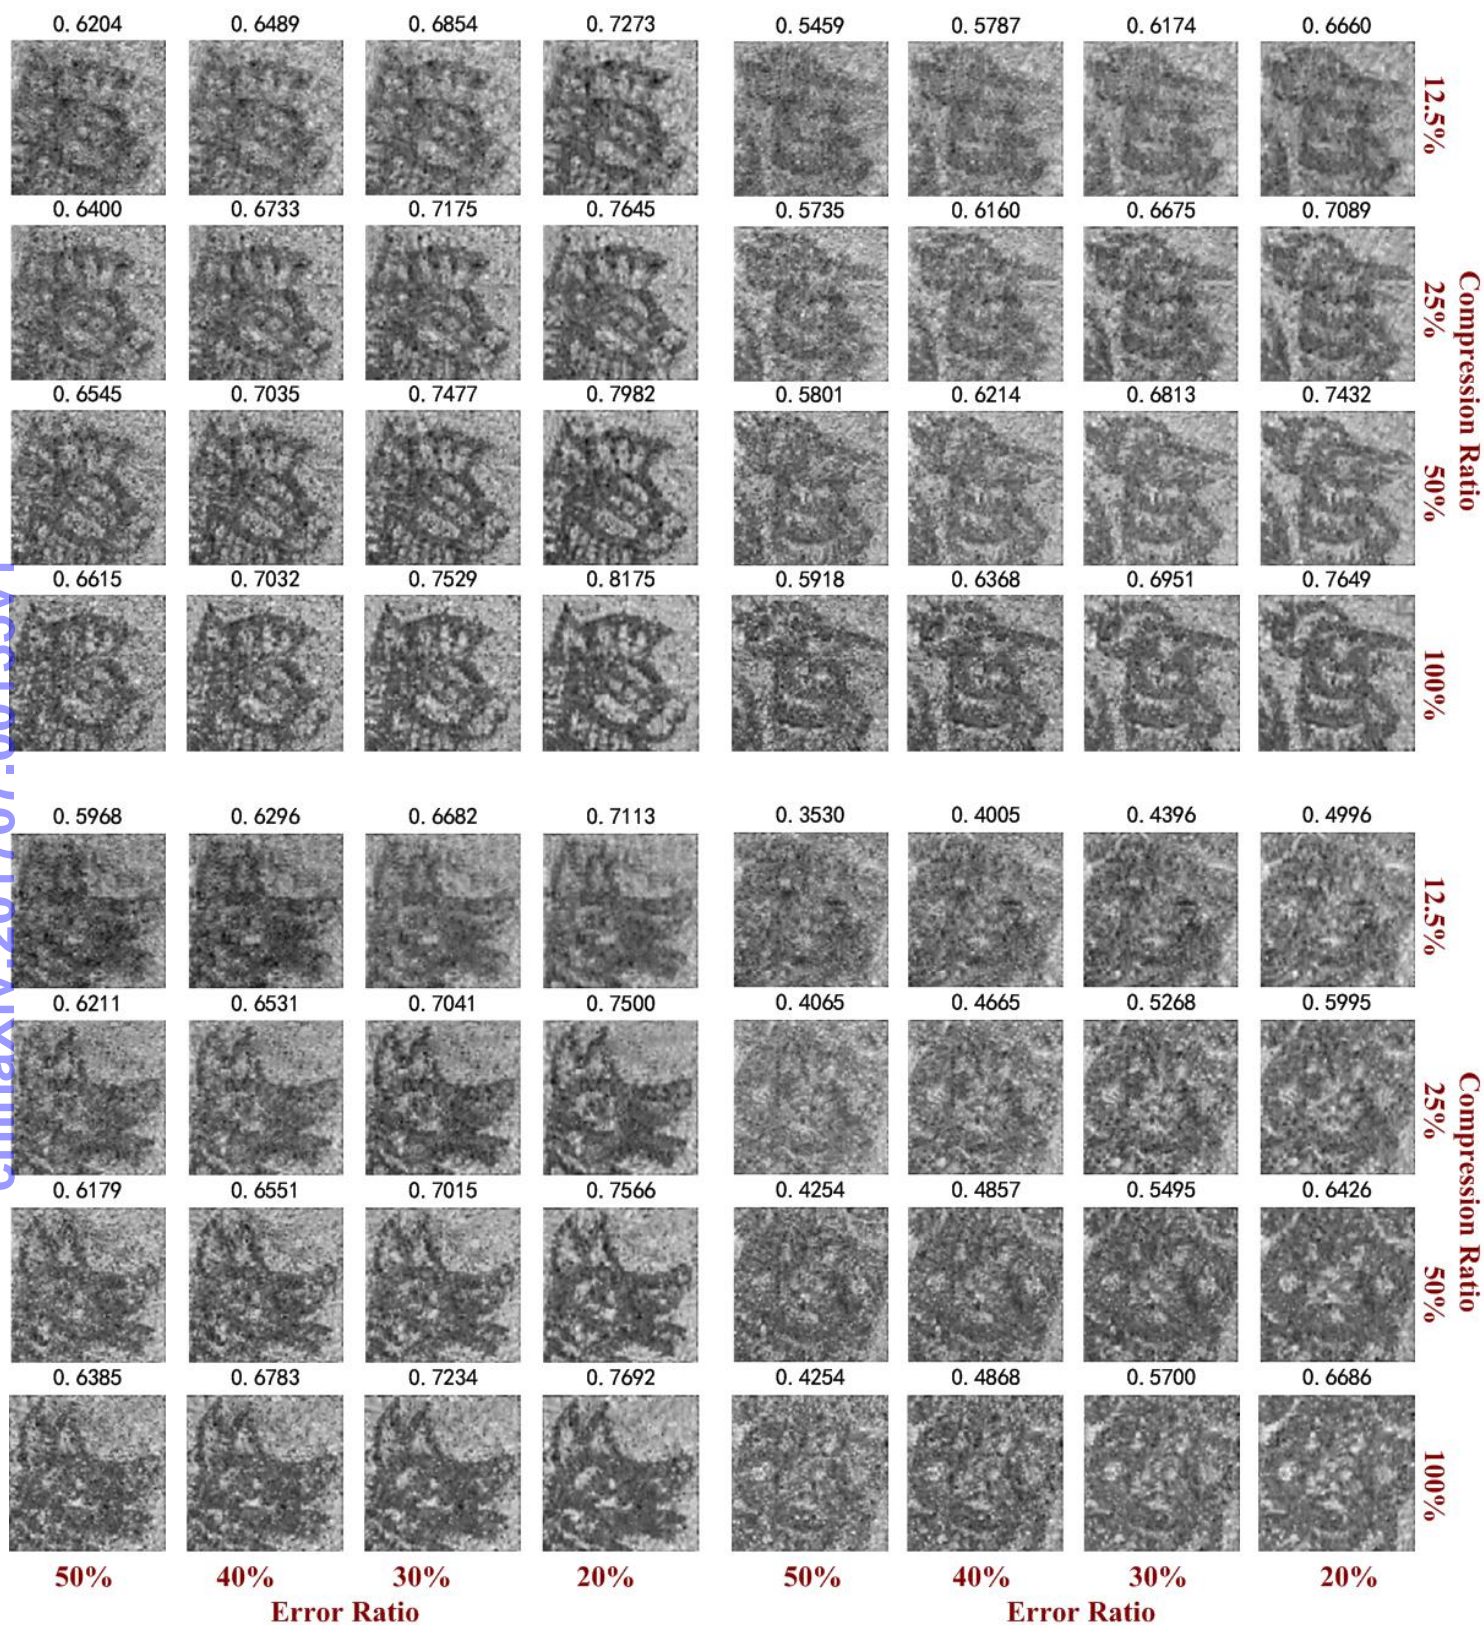 0.6204 0.6489 0.6854 0.7273 0.5459 0.5787 0.6174 0.6660
12.5%
0.6400 0.6733 0.7175 0.7645 0.5735 0.6160 0.6675 0.7089
25%
0.6545 0.7035 0.7477 0.7982 0.5801 0.6214 0.6813 0.7432
50%
0.6615 0.7032 0.7529 0.8175 0.5918 0.6368 0.6951 0.7649
100%
Compression Ratio
0.5968 0.6296 0.6682 0.7113 0.3530 0.4005 0.4396 0.4996
12.5%
0.6211 0.6531 0.7041 0.7500 0.4065 0.4665 0.5268 0.5995
25%
0.6179 0.6551 0.7015 0.7566 0.4254 0.4857 0.5495 0.6426
50%
0.6385 0.6783 0.7234 0.7692 0.4254 0.4868 0.5700 0.6686
100%
Compression Ratio
50% 40% 30% 20% 50% 40% 30% 20%
Error Ratio Error Ratio